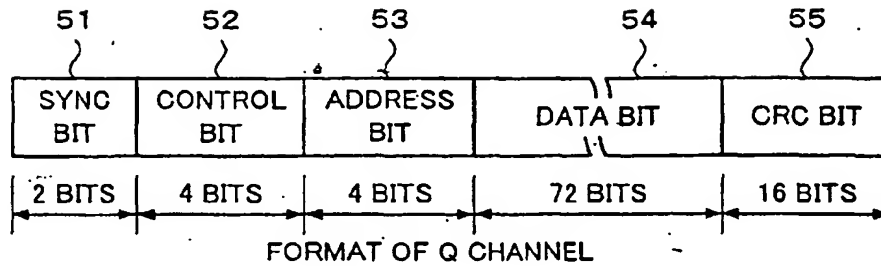 51 52 53 54 55
SYNC BIT CONTROL BIT ADDRESS BIT DATA BIT CRC BIT
2 BITS 4 BITS 4 BITS 72 BITS 16 BITS
FORMAT OF Q CHANNEL